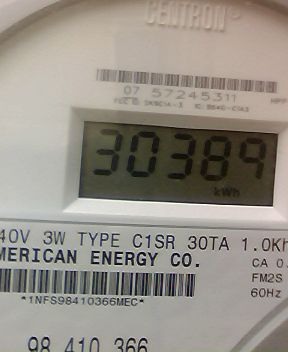 CENTRON®
07 57245311
30389
kWh
40V 3W TYPE C1SR 30TA 1.0Kh
MERICAN ENERGY CO.
CA 0.
FM2S
60Hz
*1NFS98410366MEC*
98 410 366